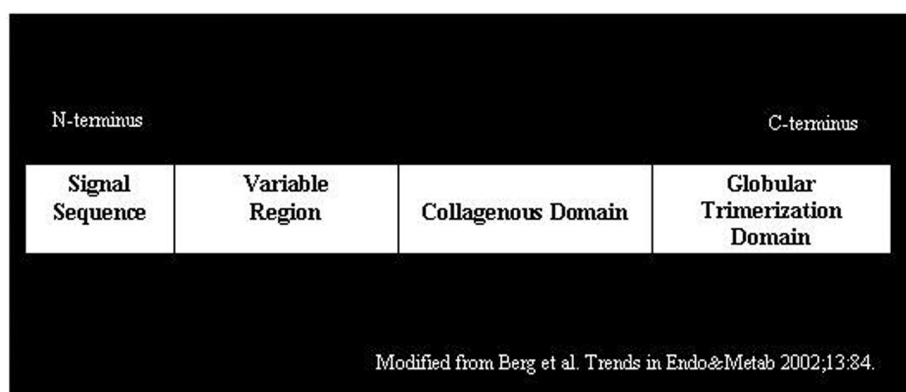 N-terminus
C-terminus
Signal
Sequence
Variable
Region
Collagenous Domain
Globular
Trimerization
Domain
Modified from Berg et al. Trends in Endo&Metab 2002;13:84.